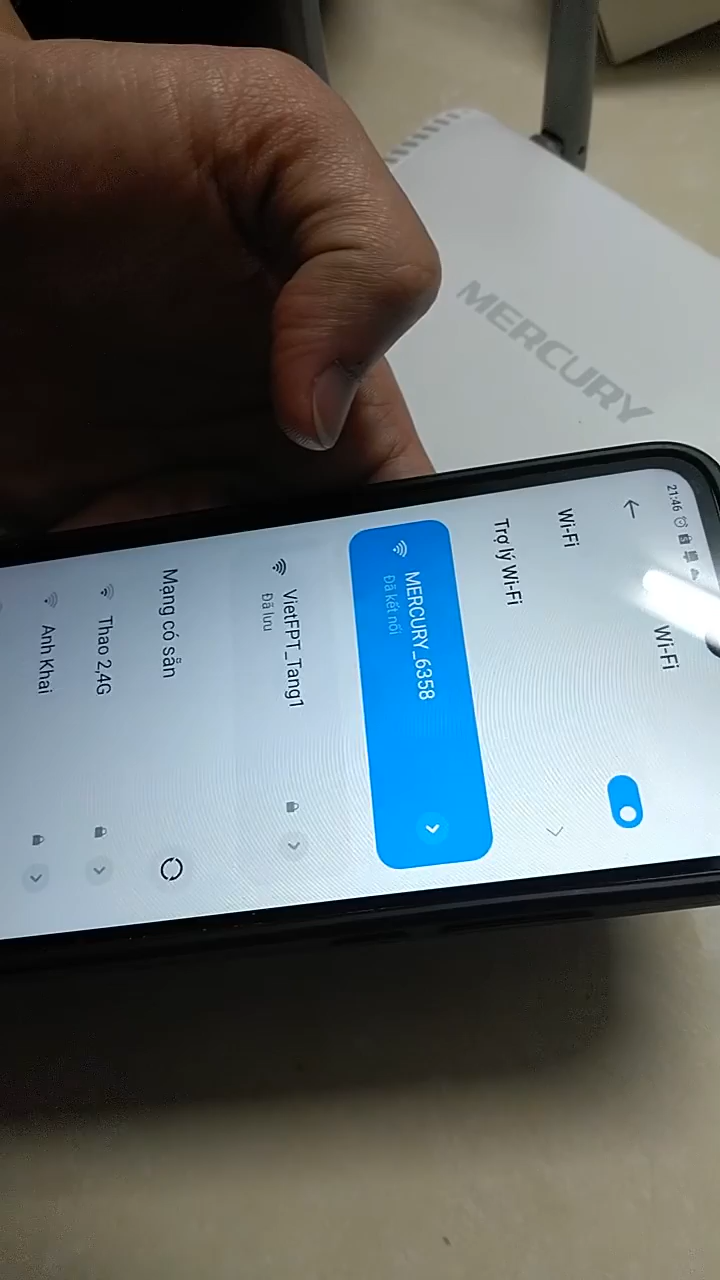 MERCURY
21:46
Wi-Fi
Wi-Fi
Trợ lý Wi-Fi
MERCURY_6358
Đã kết nối
VietFPT_Tang1
Đã lưu
Mạng có sẵn
Thao 2,4G
Anh Khai